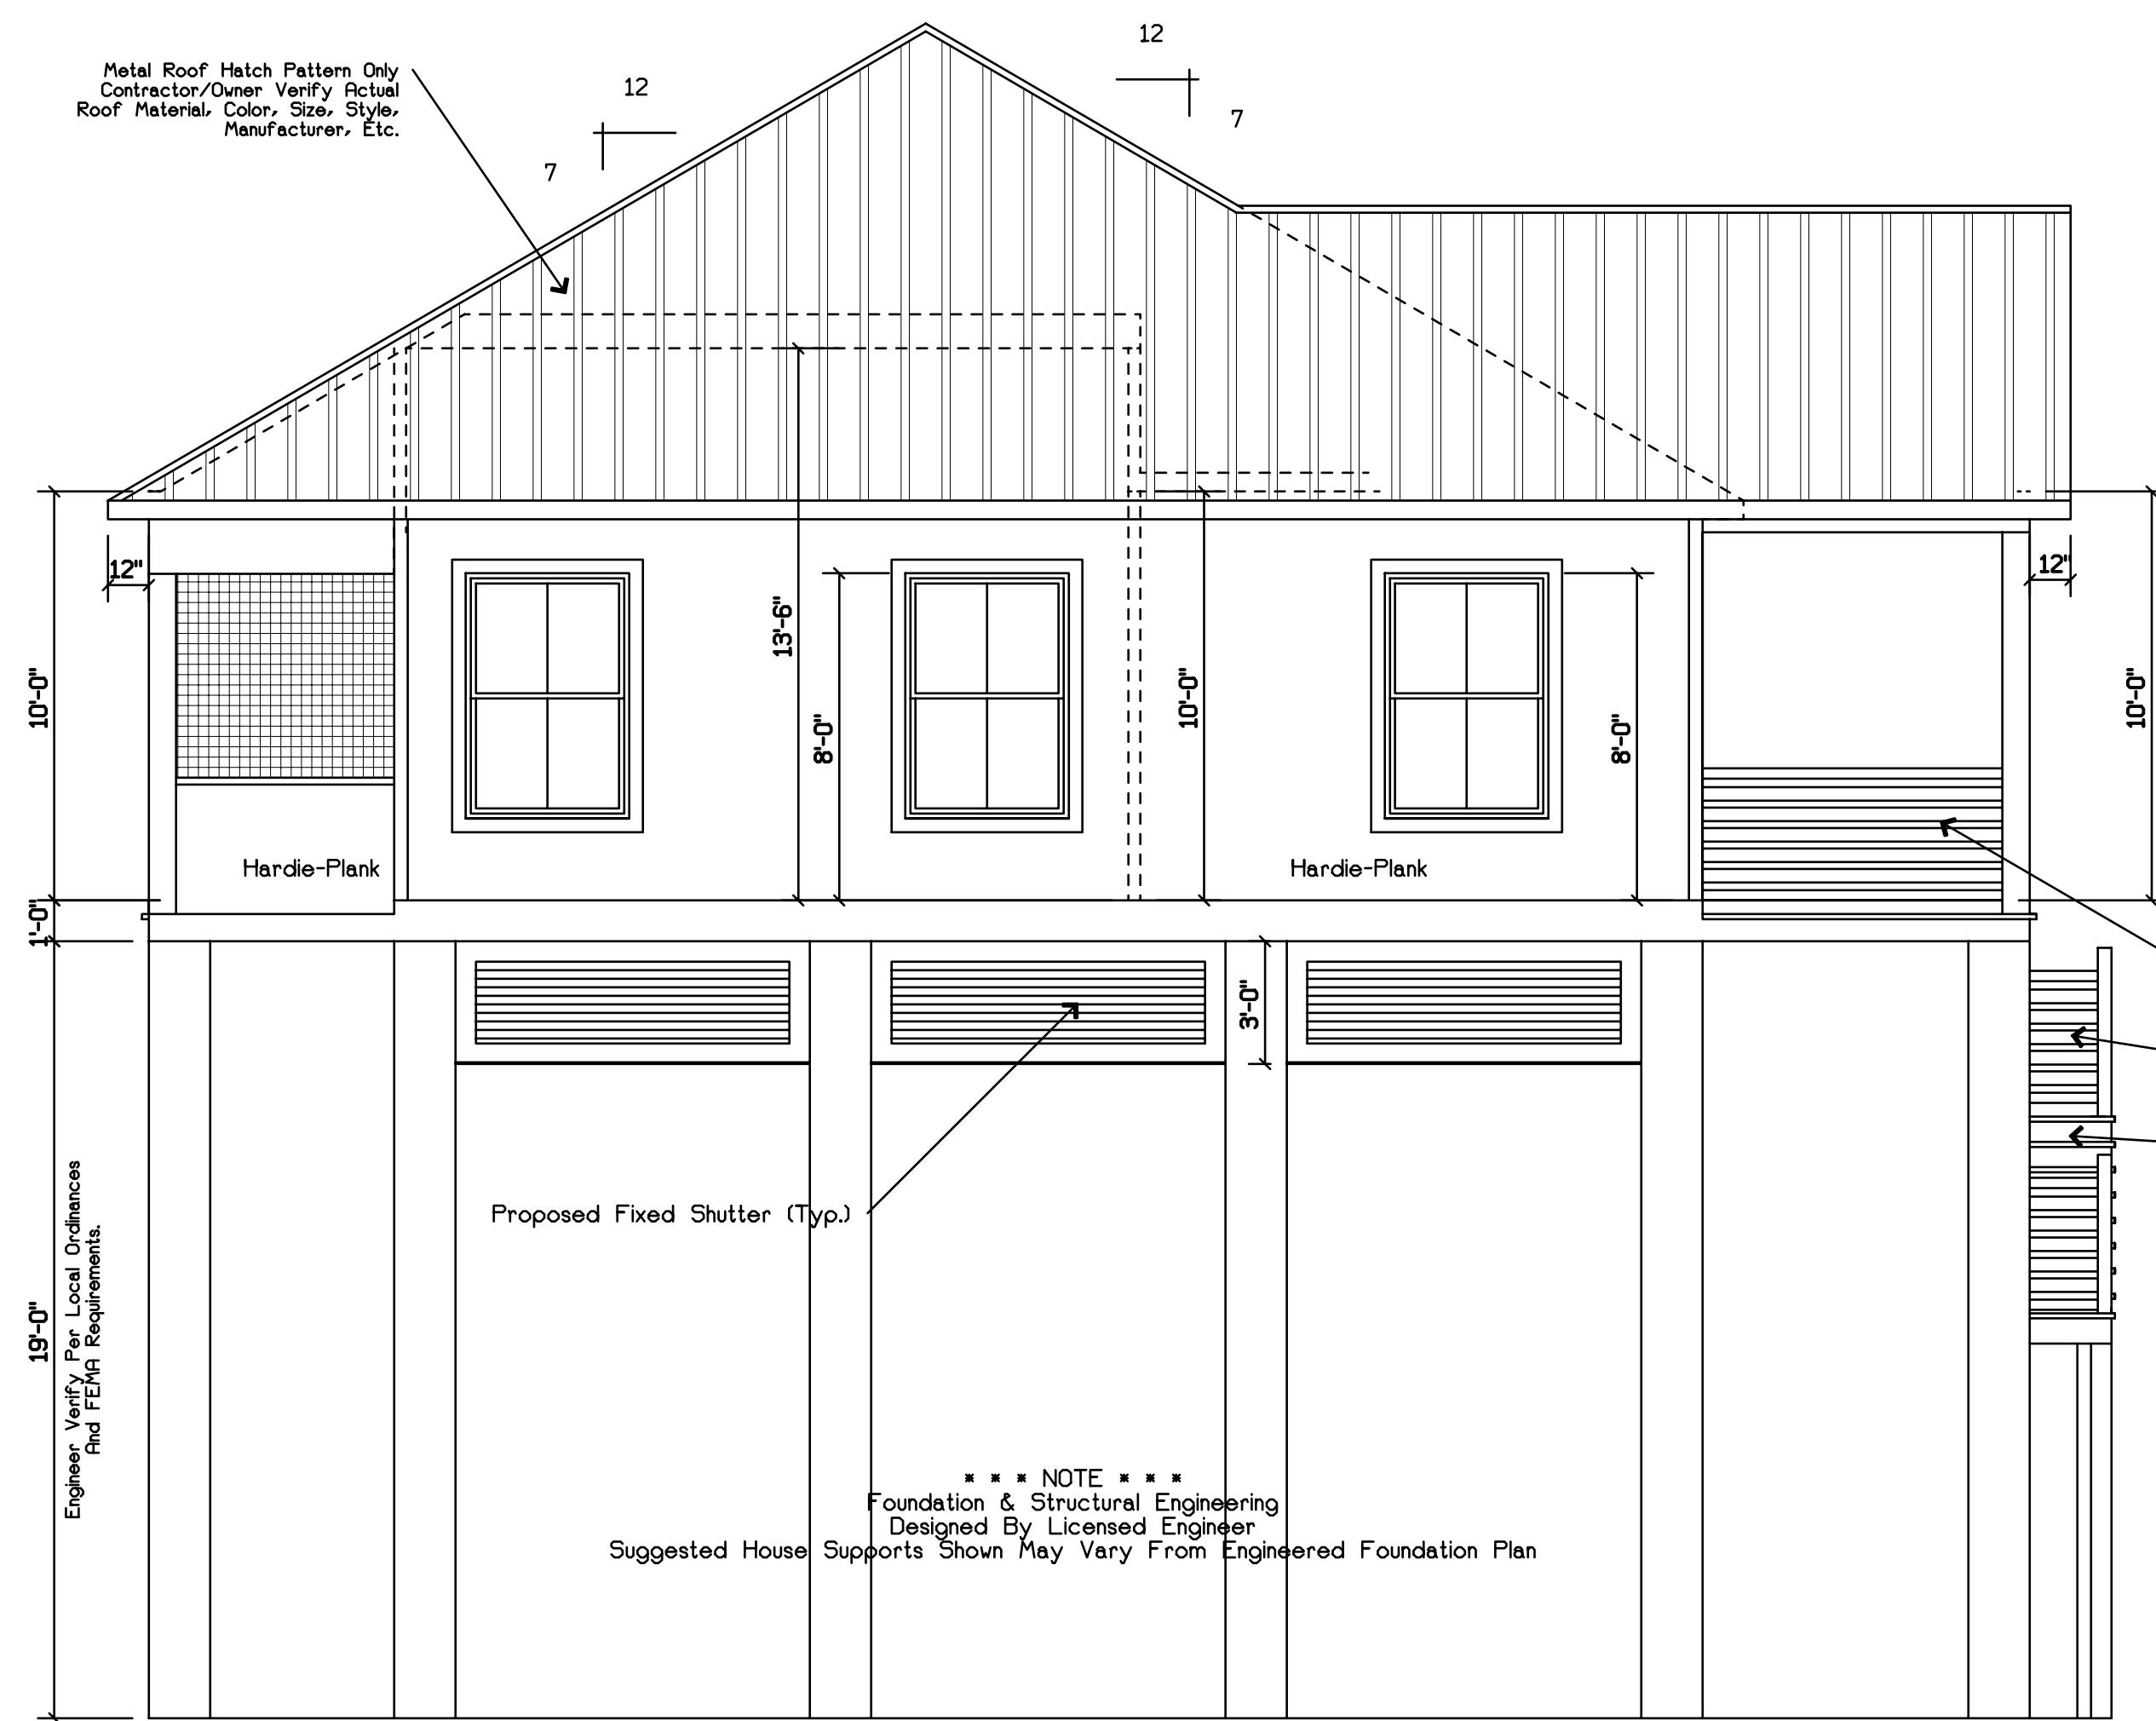 12
Metal Roof Hatch Pattern Only
Contractor/Owner Verify Actual
Roof Material, Color, Size, Style,
Manufacturer, Etc.
12
7
7
12"
12"
13'-6"
10'-0"
8'-0"
10'-0"
8'-0"
10'-0"
Hardie-Plank
Hardie-Plank
1'-0"
3'-0"
Proposed Fixed Shutter (Typ.)
19'-0"
Engineer Verify Per Local Ordinances
And FEMA Requirements.
* * * NOTE * * *
Foundation & Structural Engineering
Designed By Licensed Engineer
Suggested House Supports Shown May Vary From Engineered Foundation Plan